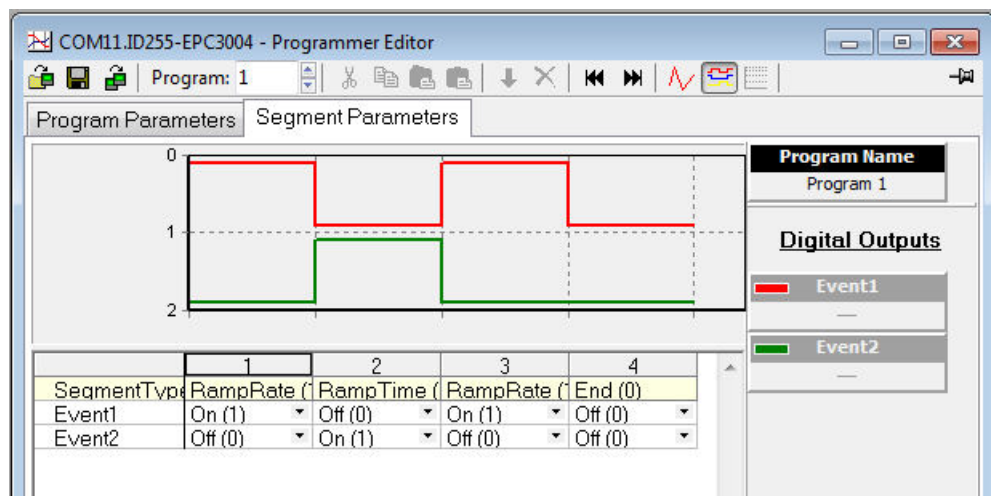 COM11.ID255-EPC3004 - Programmer Editor
Program: 1
Program Parameters Segment Parameters
0
1
2
Program Name
Program 1
Digital Outputs
Event1
—
Event2
—
1 2 3 4
SegmentType RampRate ( RampTime ( RampRate ( End (0)
Event1 On (1) Off (0) On (1) Off (0)
Event2 Off (0) On (1) Off (0) Off (0)